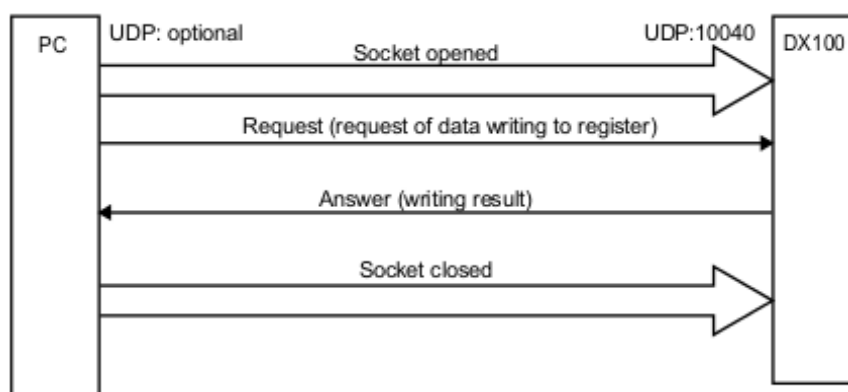 PC
UDP: optional
UDP:10040
DX100
Socket opened
Request (request of data writing to register)
Answer (writing result)
Socket closed